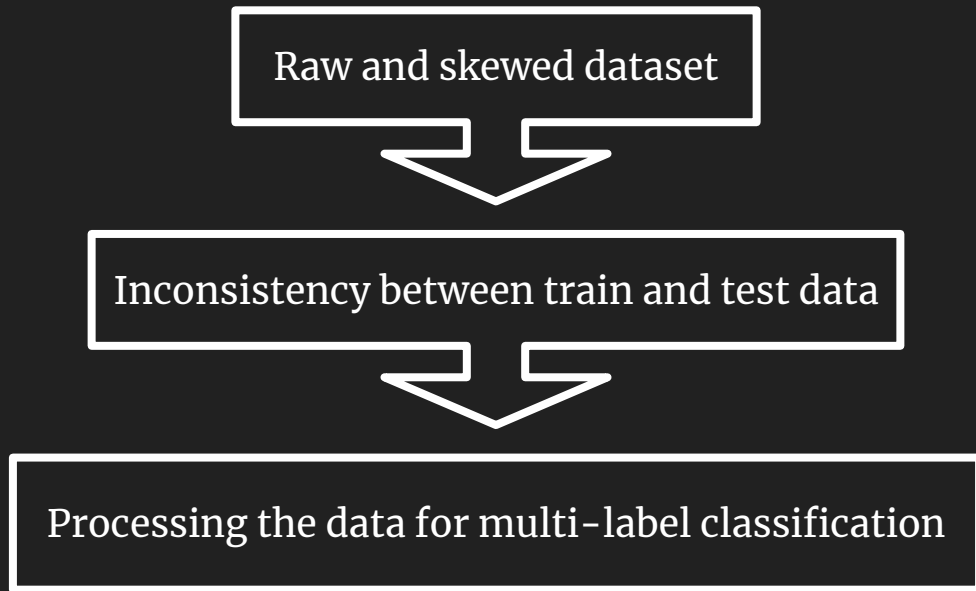 Raw and skewed dataset
Inconsistency between train and test data
Processing the data for multi-label classification